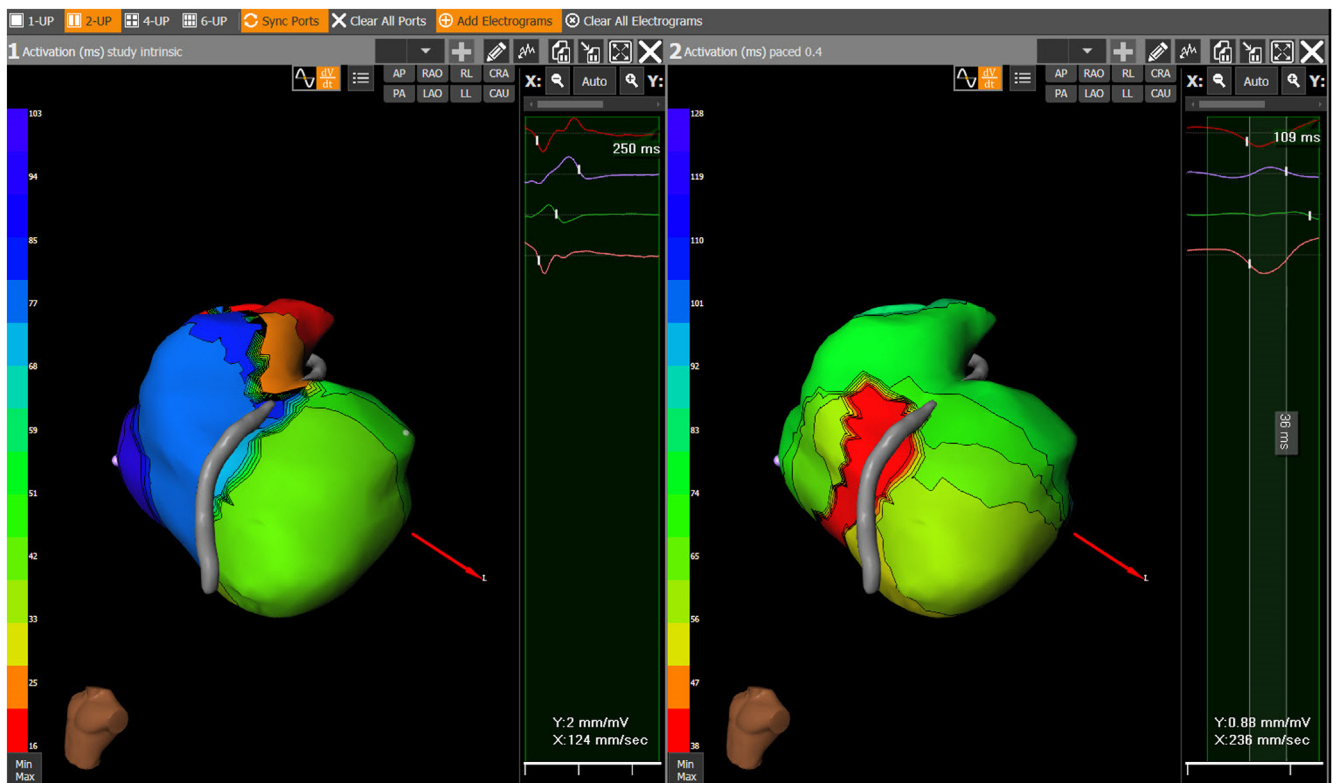 1-UP 2-UP 4-UP 6-UP Sync Ports Clear All Ports Add Electrograms Clear All Electrograms
1 Activation (ms) study intrinsic
AP RAO RL CRA
PA LAO LL CAU
X: Auto Y:
103
94
85
77
68
59
51
42
33
25
16
250 ms
L
Y:2 mm/mV
X:124 mm/sec
Min
Max
2 Activation (ms) paced 0.4
AP RAO RL CRA
PA LAO LL CAU
X: Auto Y:
dV
dt
dV
dt
128
119
110
101
92
83
74
65
56
47
38
109 ms
36 ms
L
Y:0.88 mm/mV
X:236 mm/sec
Min
Max